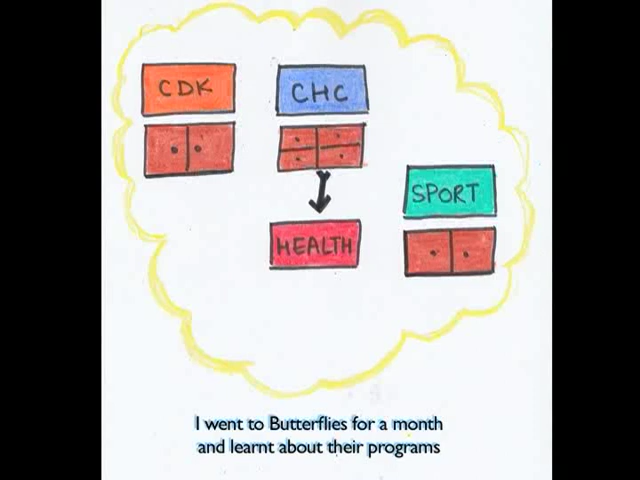 CDK
CHC
SPORT
HEALTH
I went to Butterflies for a month
and learnt about their programs